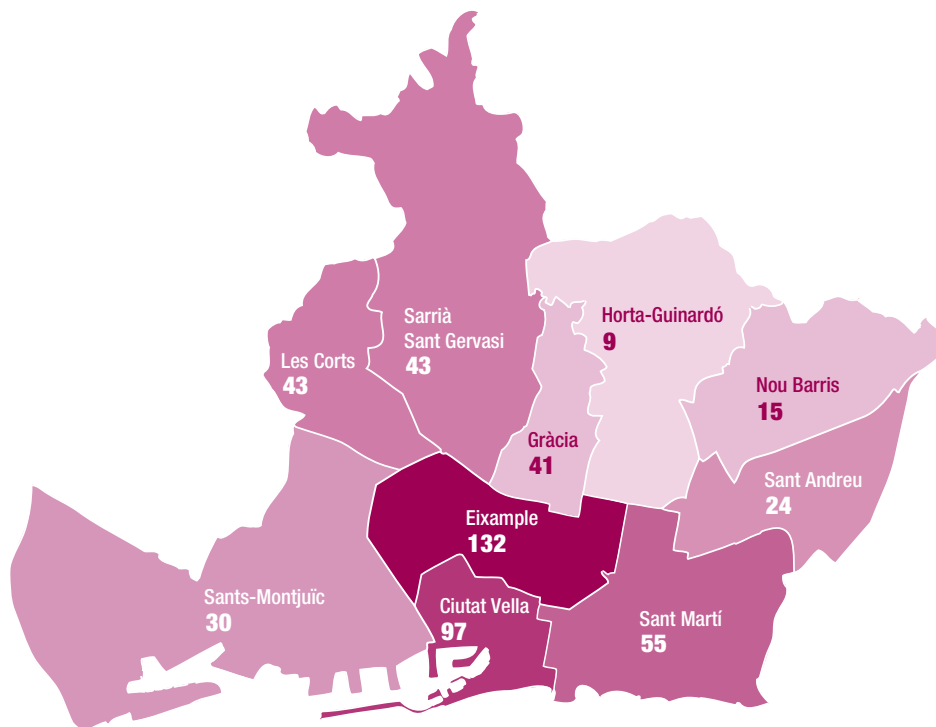 Sarrià
Sant Gervasi
43
Les Corts
43
Horta-Guinardó
9
Nou Barris
15
Gràcia
41
Sant Andreu
24
Eixample
132
Sants-Montjuïc
30
Ciutat Vella
97
Sant Martí
55